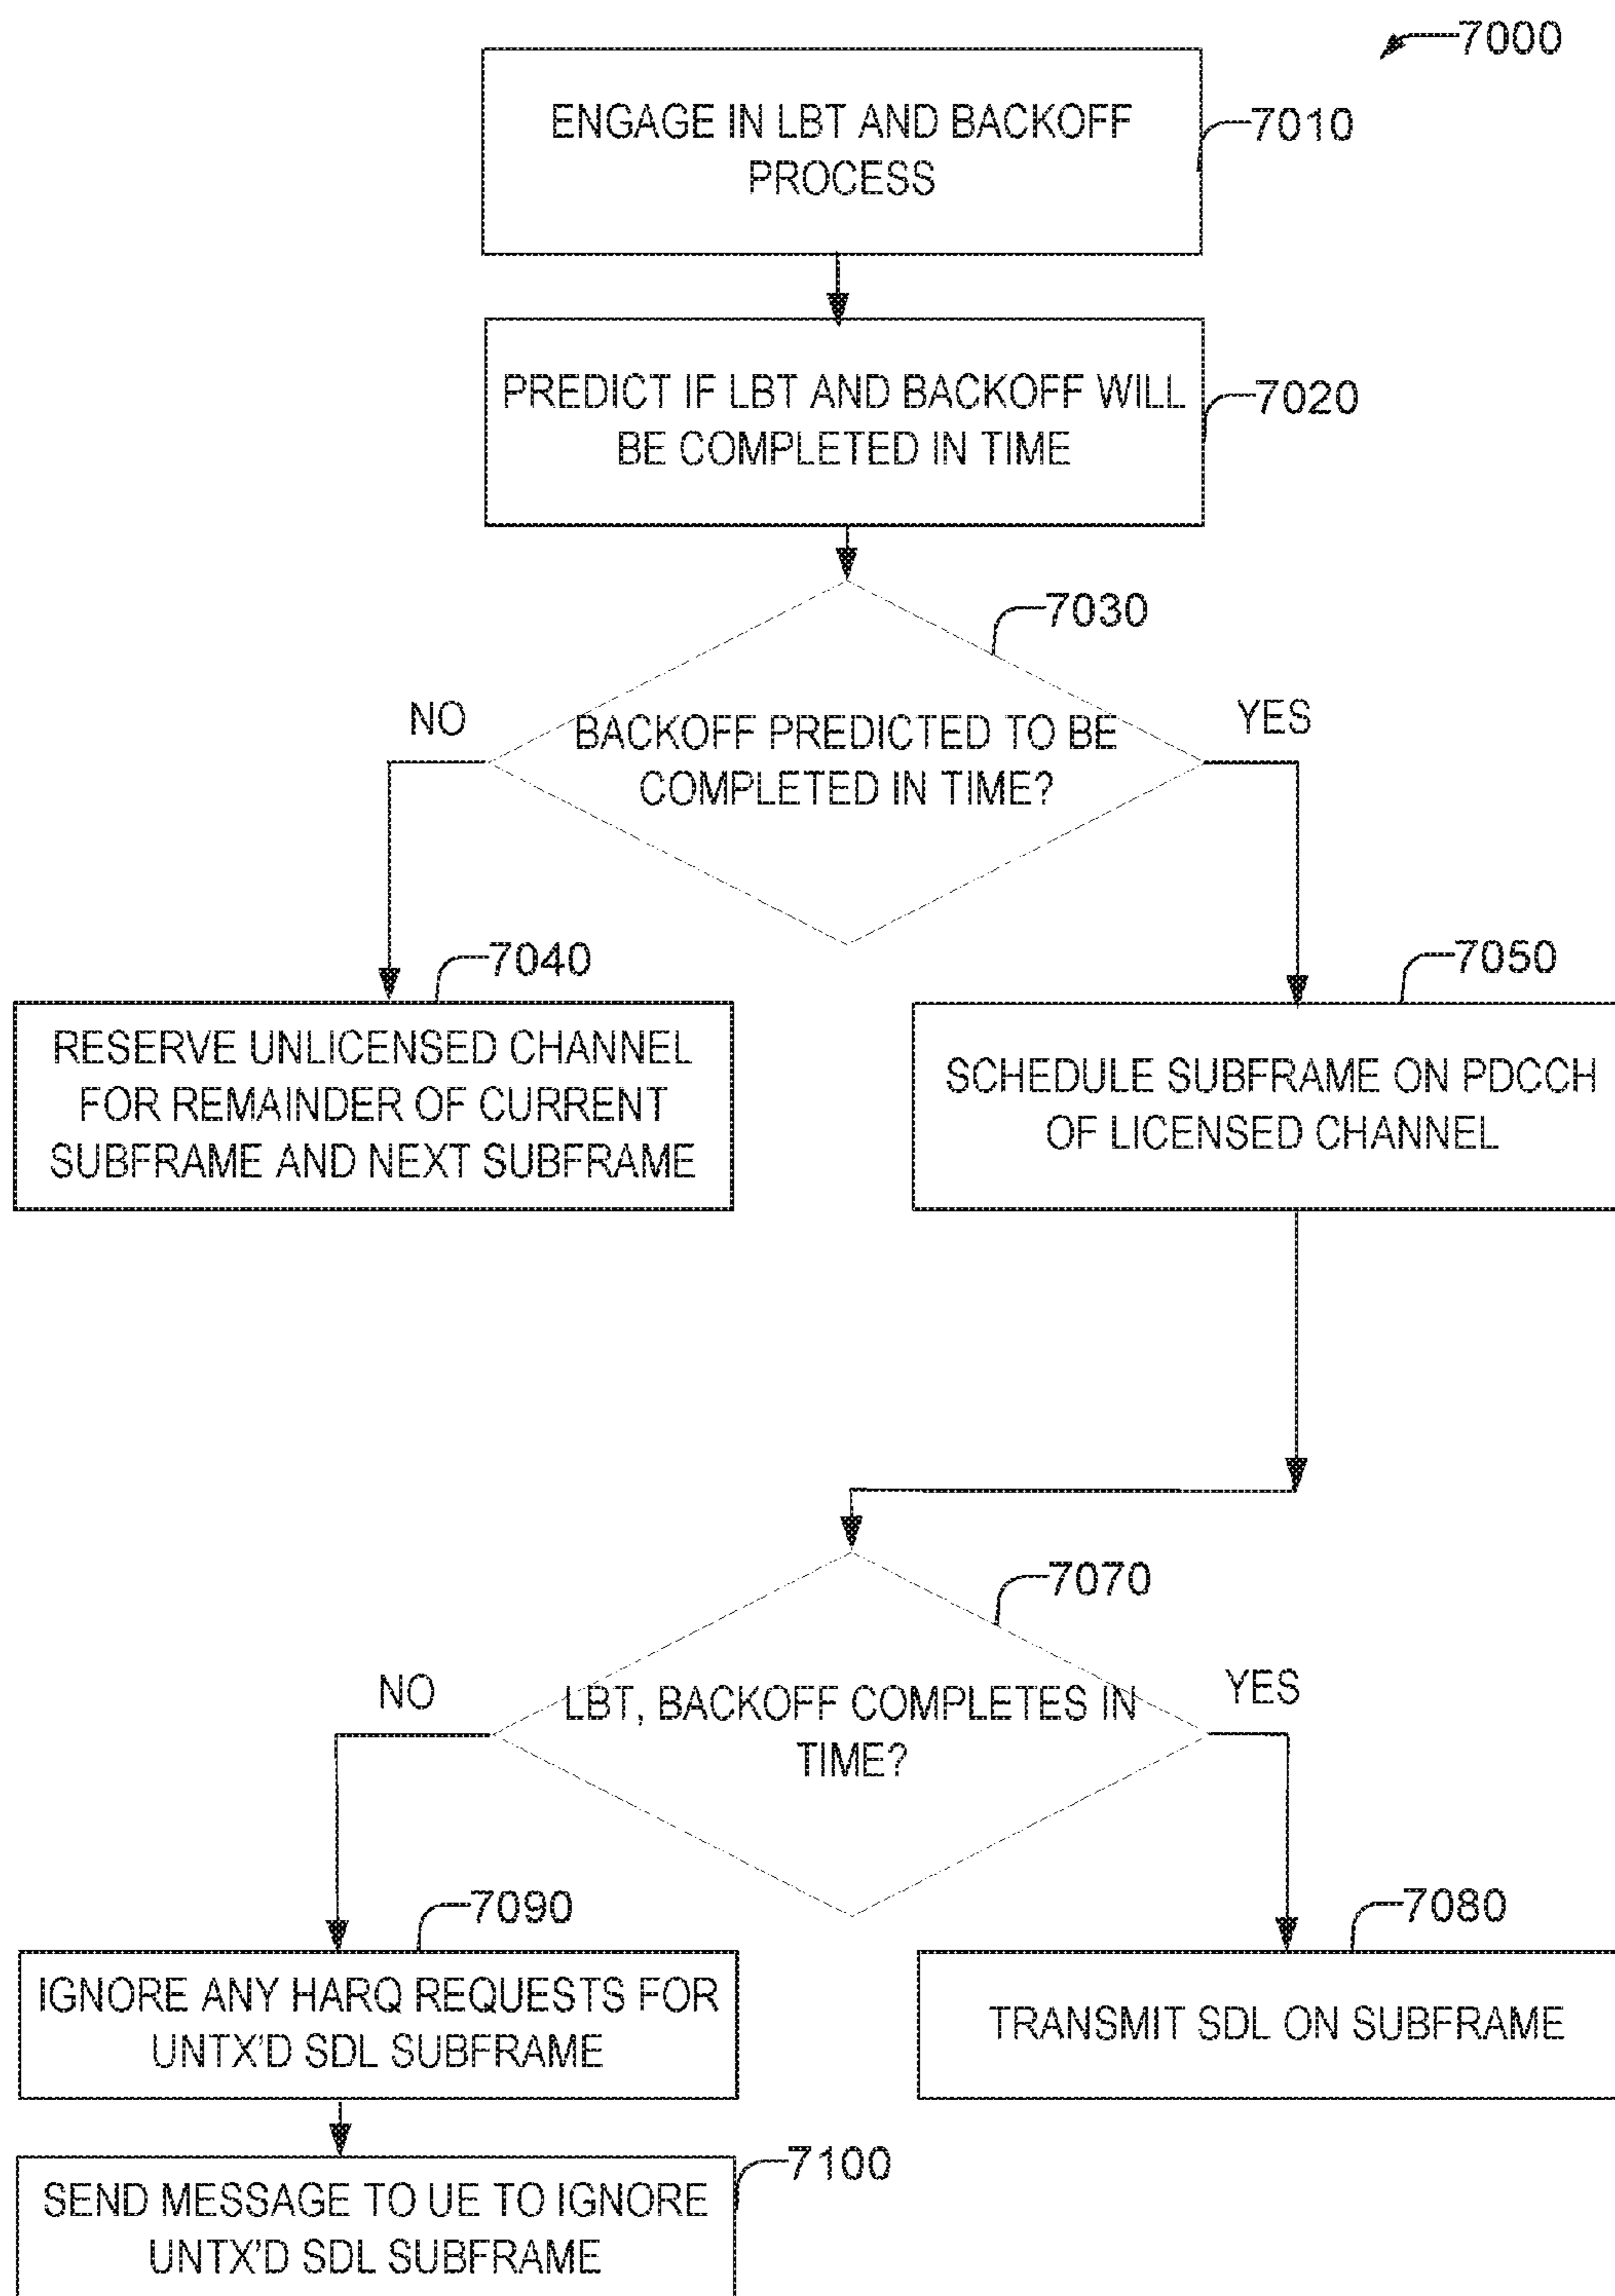 7000
ENGAGE IN LBT AND BACKOFF
PROCESS
7010
PREDICT IF LBT AND BACKOFF WILL
BE COMPLETED IN TIME
7020
7030
NO
YES
BACKOFF PREDICTED TO BE
COMPLETED IN TIME?
7040
7050
RESERVE UNLICENSED CHANNEL
FOR REMAINDER OF CURRENT
SUBFRAME AND NEXT SUBFRAME
SCHEDULE SUBFRAME ON PDCCH
OF LICENSED CHANNEL
7070
NO
YES
LBT, BACKOFF COMPLETES IN
TIME?
7090
7080
IGNORE ANY HARQ REQUESTS FOR
UNTX'D SDL SUBFRAME
TRANSMIT SDL ON SUBFRAME
7100
SEND MESSAGE TO UE TO IGNORE
UNTX'D SDL SUBFRAME